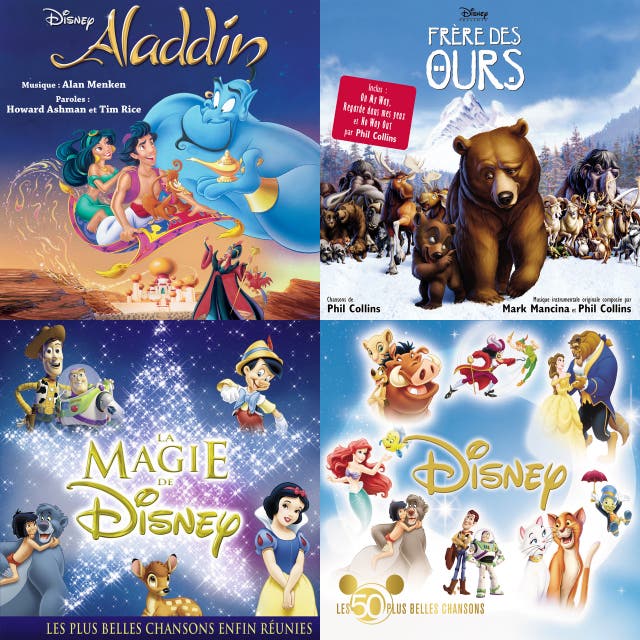 Disney
Aladdin
Musique : Alan Menken
Paroles :
Howard Ashman et Tim Rice
Disney
PRÉSENTE
FRÈRE DES
OURS
Inclus :
On My Way,
Regarde dans mes yeux
et No Way Out
par Phil Collins
Chansons de
Phil Collins
Musique instrumentale originale composée par
Mark Mancina et Phil Collins
LA
MAGIE
DE
Disney
LES PLUS BELLES CHANSONS ENFIN RÉUNIES
Disney
LES 50 PLUS BELLES CHANSONS